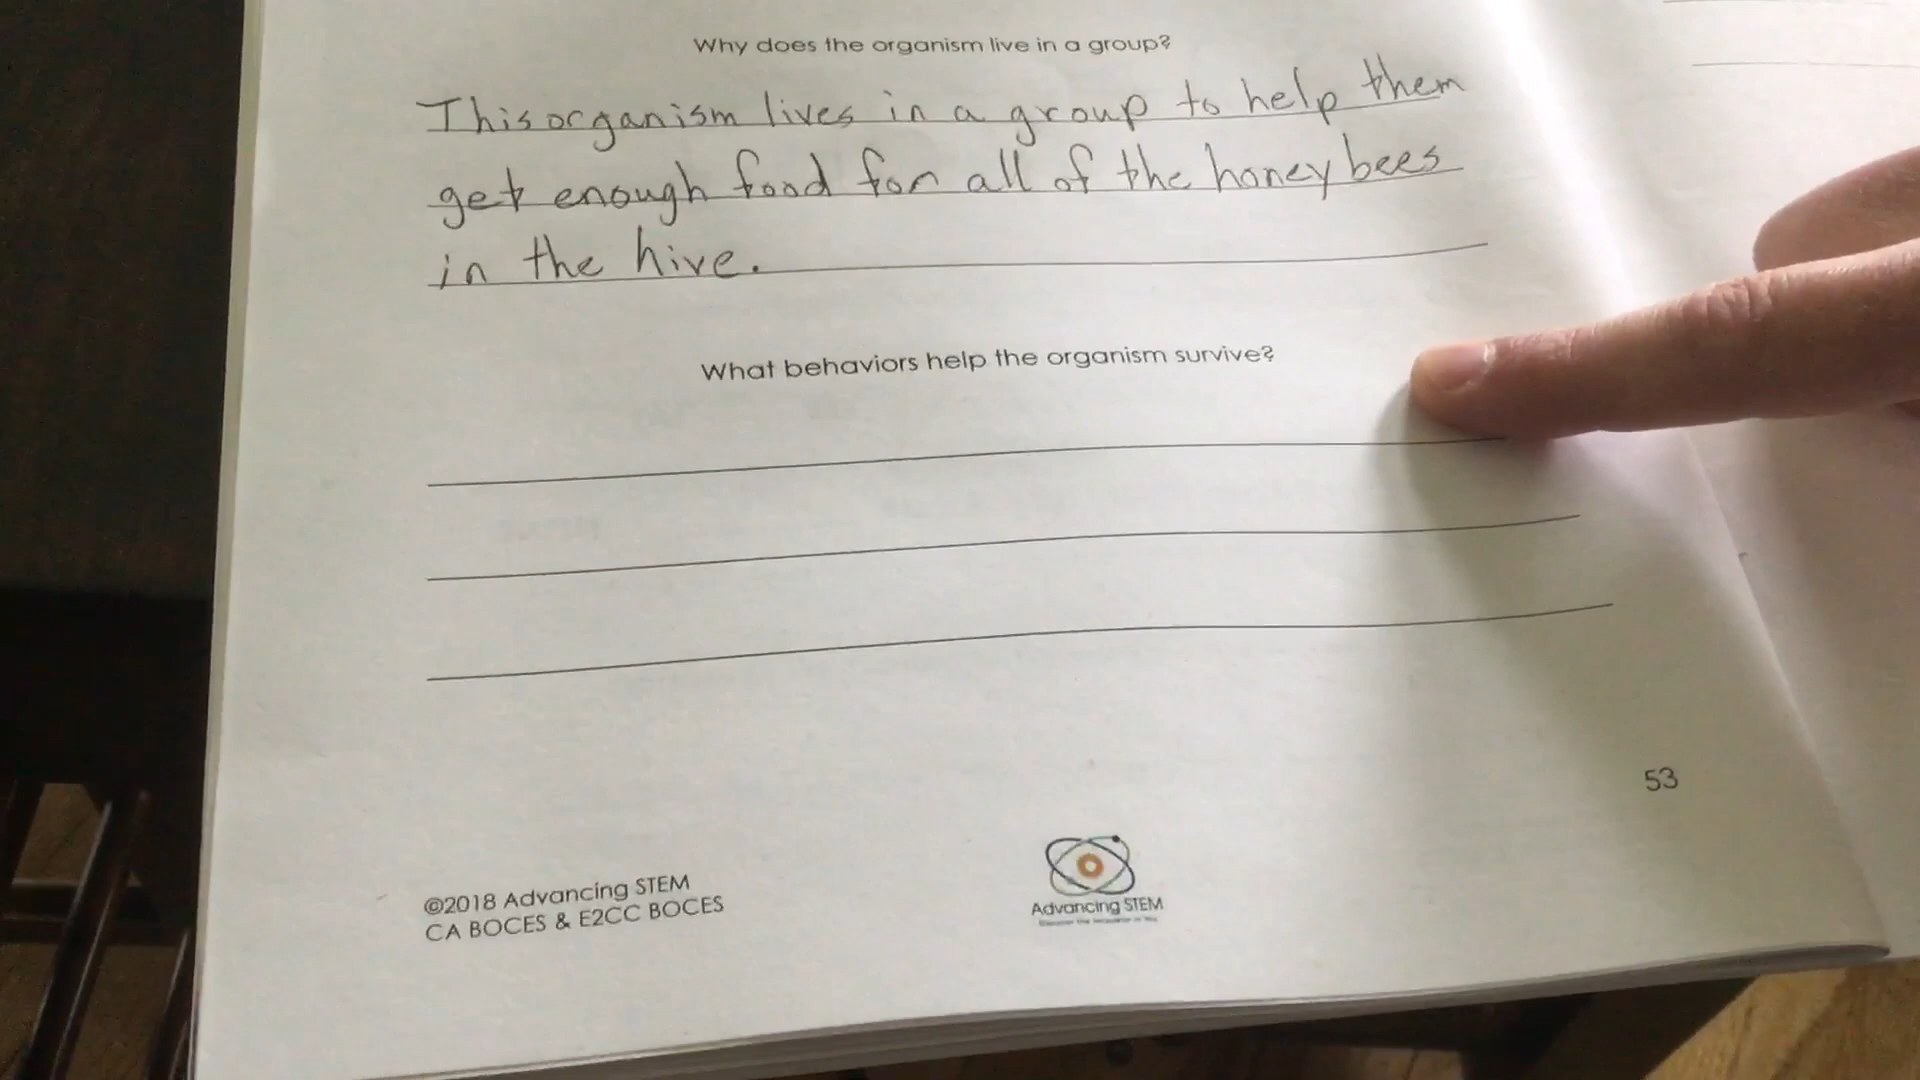 Why does the organism live in a group?
This organism lives in a group to help them
get enough food for all of the honey bees
in the hive.
What behaviors help the organism survive?
53
©2018 Advancing STEM
CA BOCES & E2CC BOCES
Advancing STEM